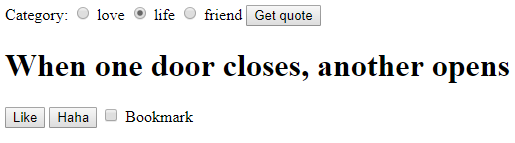 Category: love life friend Get quote
When one door closes, another opens
Like Haha Bookmark